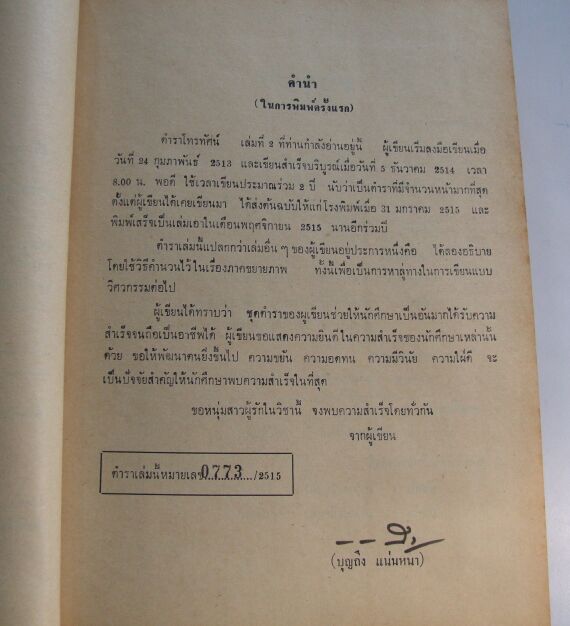 คำนำ
(ในการพิมพ์ครั้งแรก)
ตำราโทรทัศน์ เล่มที่ 2 ที่ท่านกำลังอ่านอยู่นี้ ผู้เขียนเริ่มลงมือเขียนเมื่อ
วันที่ 24 กุมภาพันธ์ 2513 และเขียนสำเร็จบริบูรณ์เมื่อวันที่ 5 ธันวาคม 2514 เวลา
8.00 น. พอดี ใช้เวลาเขียนประมาณร่วม 2 ปี นับว่าเป็นตำราที่มีจำนวนหน้ามากที่สุด
ตั้งแต่ผู้เขียนได้เคยเขียนมา ได้ส่งต้นฉบับให้แก่โรงพิมพ์เมื่อ 31 มกราคม 2515 และ
พิมพ์เสร็จเป็นเล่มเอาในเดือนพฤศจิกายน 2515 นานอีกร่วมปี
ตำราเล่มนี้แปลกกว่าเล่มอื่น ๆ ของผู้เขียนอยู่ประการหนึ่งคือ ได้ลองอธิบาย
โดยใช้วิธีคำนวนไว้ในเรื่องภาคขยายภาพ ทั้งนี้เพื่อเป็นการหาลู่ทางในการเขียนแบบ
วิศวกรรมต่อไป
ผู้เขียนได้ทราบว่า ชุดตำราของผู้เขียนช่วยให้นักศึกษาเป็นอันมากได้รับความ
สำเร็จจนถือเป็นอาชีพได้ ผู้เขียนขอแสดงความยินดีในความสำเร็จของนักศึกษาเหล่านั้น
ด้วย ขอให้พัฒนาตนยิ่งขึ้นไป ความขยัน ความอดทน ความมีวินัย ความใฝ่ดี จะ
เป็นปัจจัยสำคัญให้นักศึกษาพบความสำเร็จในที่สุด
ขอหนุ่มสาวผู้รักในวิชานี้ จงพบความสำเร็จโดยทั่วกัน
จากผู้เขียน
ตำราเล่มนี้หมายเลข 0773 /2515
(บุญถึง แน่นหนา)